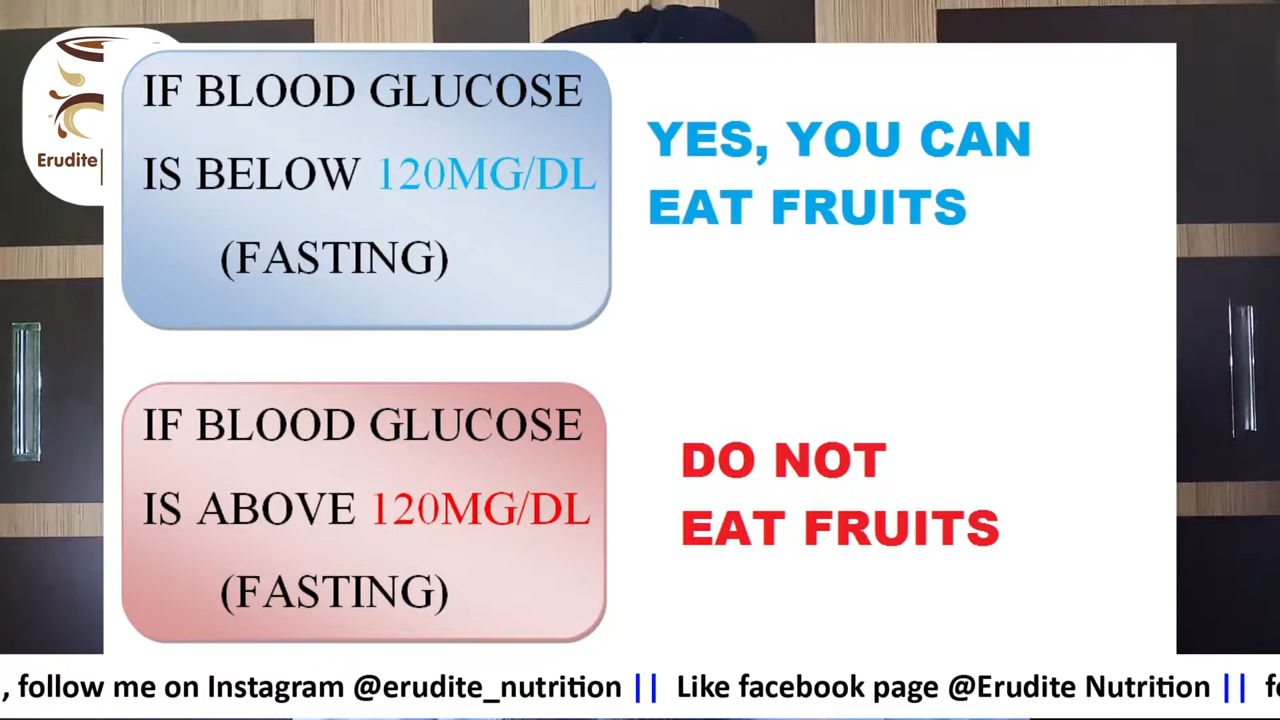 Erudite
IF BLOOD GLUCOSE
IS BELOW 120MG/DL
(FASTING)
YES, YOU CAN
EAT FRUITS
IF BLOOD GLUCOSE
IS ABOVE 120MG/DL
(FASTING)
DO NOT
EAT FRUITS
, follow me on Instagram @erudite_nutrition || Like facebook page @Erudite Nutrition ||